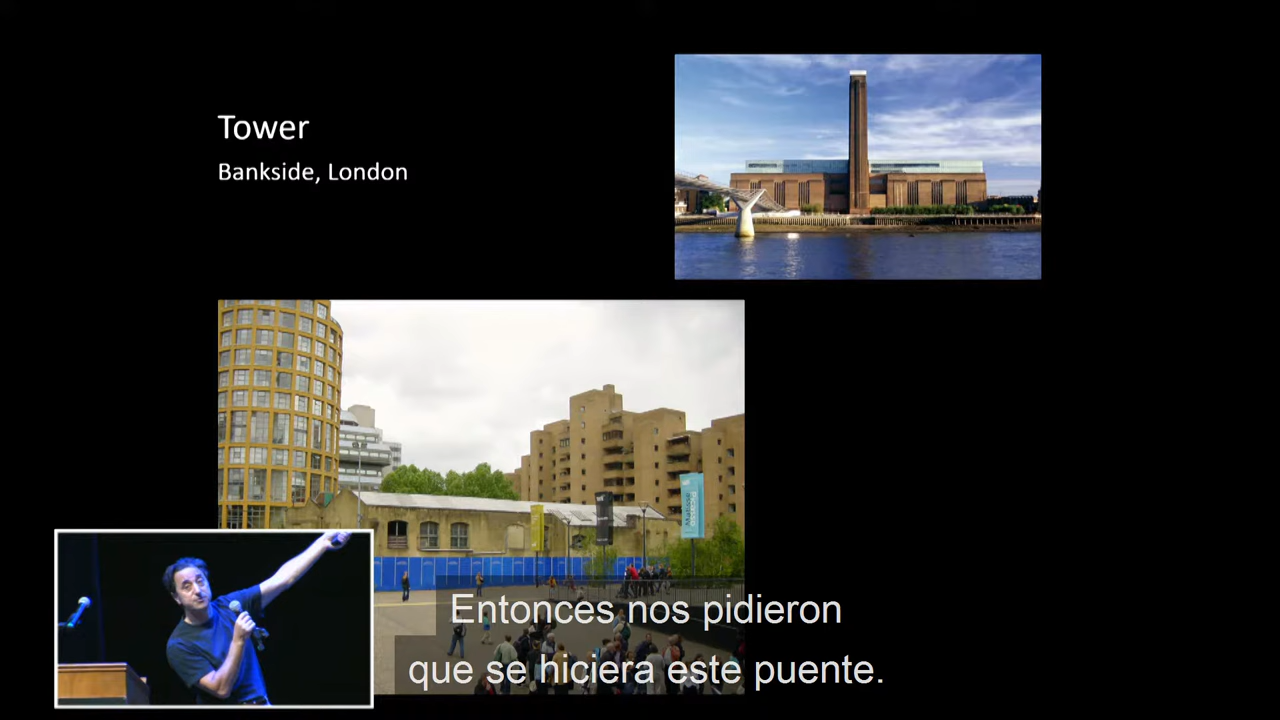 Tower
Bankside, London
Entonces nos pidieron
que se hiciera este puente.